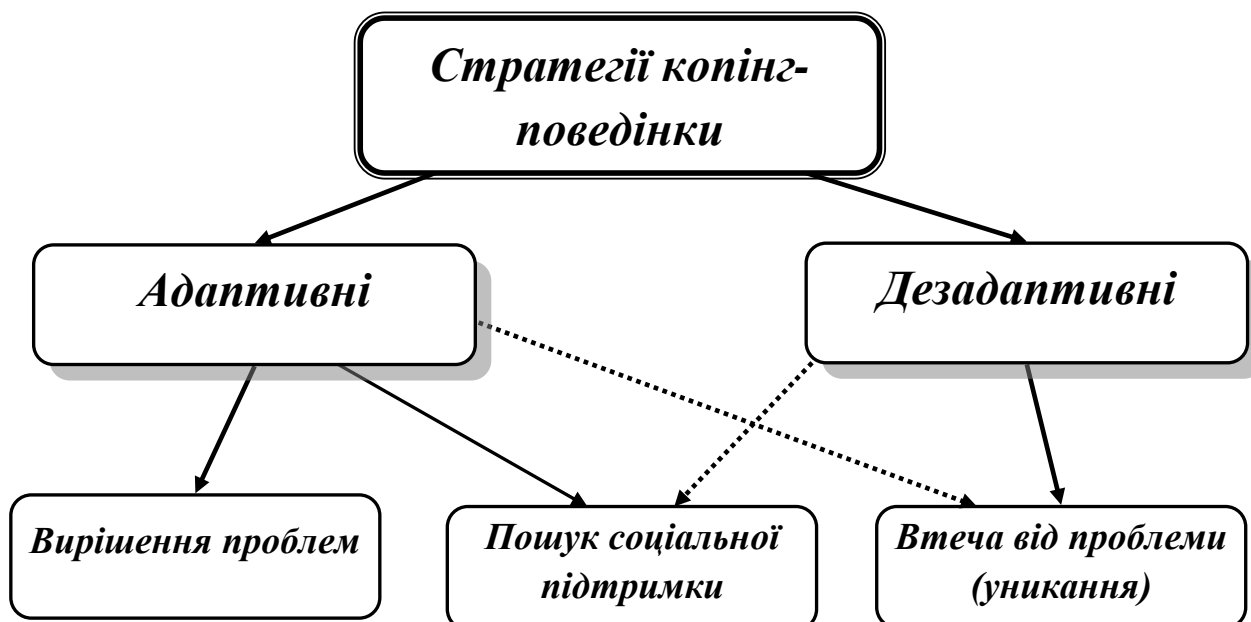 Стратегії копінг-
поведінки
Адаптивні
Дезадаптивні
Вирішення проблем
Пошук соціальної
підтримки
Втеча від проблеми
(уникання)